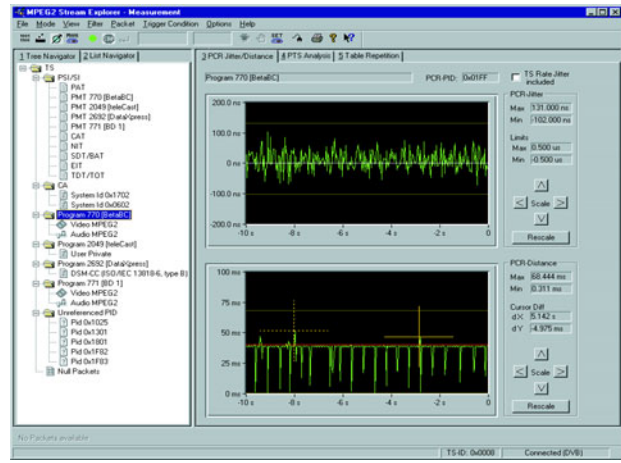 MPEG2 Stream Explorer - Measurement
File Mode View Filter Packet Trigger Condition Options Help
1 Tree Navigator 2 List Navigator
TS
PSI/SI
PAT
PMT 770 [BetaBC]
PMT 2049 [teleCast]
PMT 2692 [DataXpress]
PMT 771 [BD 1]
CAT
NIT
SDT/BAT
EIT
TDT/TOT
CA
System Id 0x1702
System Id 0x0602
Program 770 [BetaBC]
Video MPEG2
Audio MPEG2
Program 2049 [teleCast]
User Private
Program 2692 [DataXpress]
DSM-CC (ISO/IEC 13818-6, type B)
Program 771 [BD 1]
Video MPEG2
Audio MPEG2
Unreferenced PID
Pid 0x1025
Pid 0x1301
Pid 0x1801
Pid 0x1F82
Pid 0x1F83
Null Packets
3 PCR Jitter/Distance 4 PTS Analysis 5 Table Repetition
Program 770 [BetaBC] PCR-PID: 0x01FF
TS Rate Jitter
included
200.0 ns
100.0 ns
0 ns
-100.0 ns
-200.0 ns
-10 s -8 s -6 s -4 s -2 s 0
PCR-Jitter
Max 131.000 ns
Min -102.000 ns
Limits
Max 0.500 us
Min -0.500 us
Scale
Rescale
100 ms
75 ms
50 ms
25 ms
0 ms
-10 s -8 s -6 s -4 s -2 s 0
PCR-Distance
Max 68.444 ms
Min 0.311 ms
Cursor Diff
dX 5.142 s
dY -4.975 ms
Scale
Rescale
No Packets available
TS-ID: 0x0008 Connected (DVB)